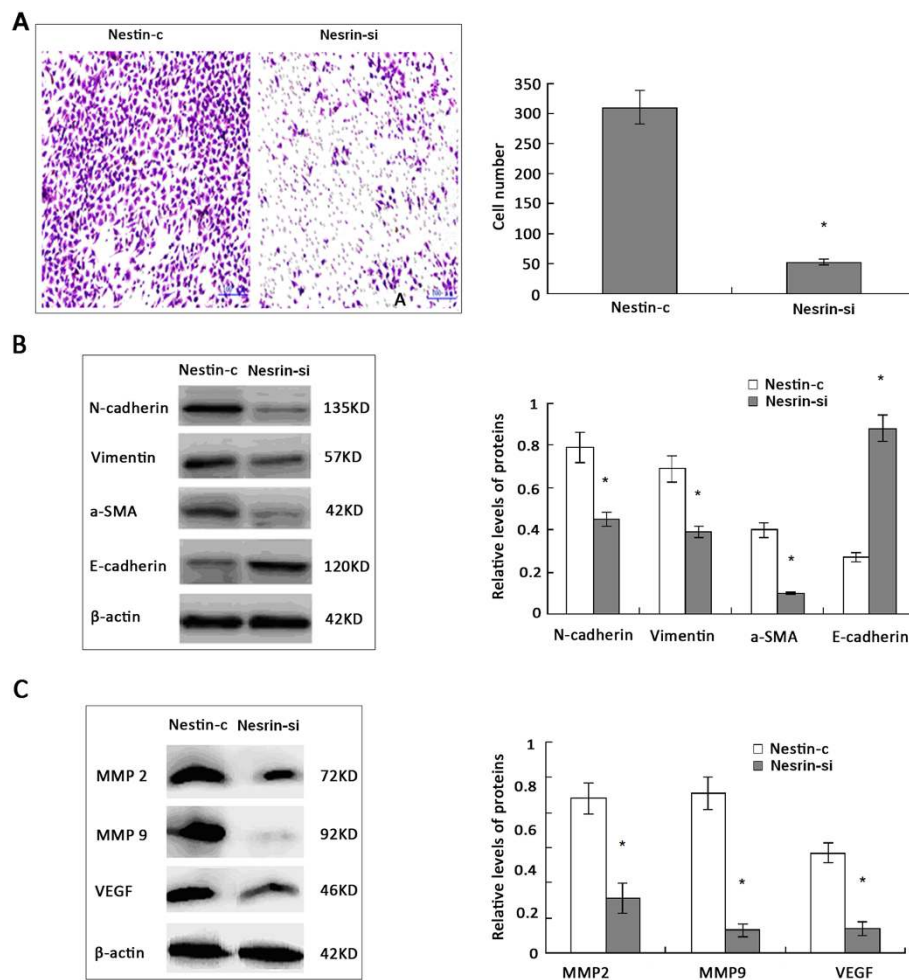 A
Nestin-c Nesrin-si
A
350
300
250
200
150
100
50
0
Cell number
*
Nestin-c Nesrin-si
B
Nestin-c Nesrin-si
N-cadherin 135KD
Vimentin 57KD
a-SMA 42KD
E-cadherin 120KD
β-actin 42KD
Nestin-c
Nesrin-si
1
0.8
0.6
0.4
0.2
0
Relative levels of proteins
* * * *
N-cadherin Vimentin a-SMA E-cadherin
C
Nestin-c Nesrin-si
MMP 2 72KD
MMP 9 92KD
VEGF 46KD
β-actin 42KD
Nestin-c
Nesrin-si
1
0.8
0.6
0.4
0.2
0
Relative levels of proteins
* * *
MMP2 MMP9 VEGF